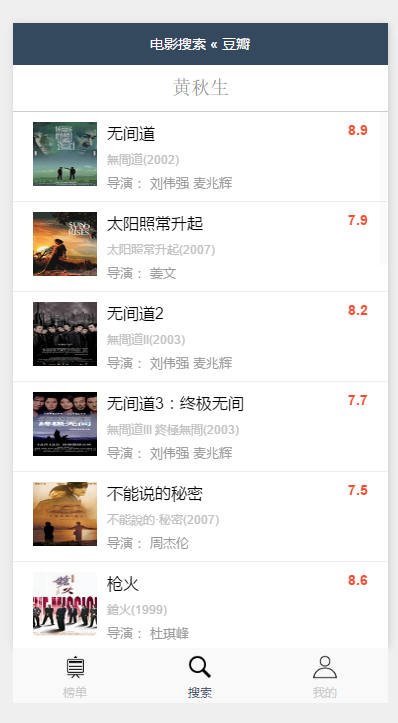 电影搜索 « 豆瓣
黄秋生
无间道
8.9
無間道(2002)
导演： 刘伟强 麦兆辉
太阳照常升起
7.9
太阳照常升起(2007)
导演： 姜文
无间道2
8.2
無間道II(2003)
导演： 刘伟强 麦兆辉
无间道3：终极无间
7.7
無間道III 終極無間(2003)
导演： 刘伟强 麦兆辉
不能说的秘密
7.5
不能說的·秘密(2007)
导演： 周杰伦
枪火
8.6
鎗火(1999)
导演： 杜琪峰
榜单
搜索
我的